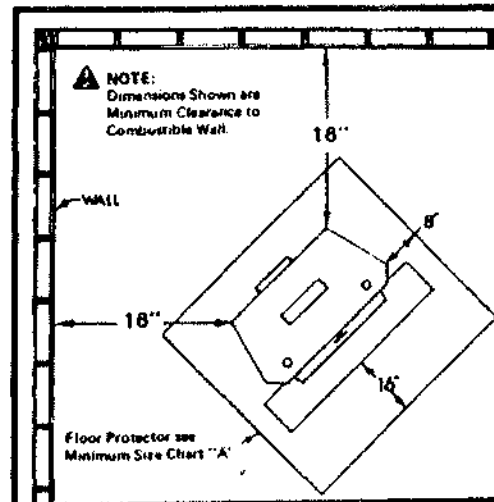 NOTE:
Dimensions Shown are
Minimum Clearance to
Combustible Wall.
18"
8"
WALL
18"
16"
Floor Protector see
Minimum Size Chart "A"